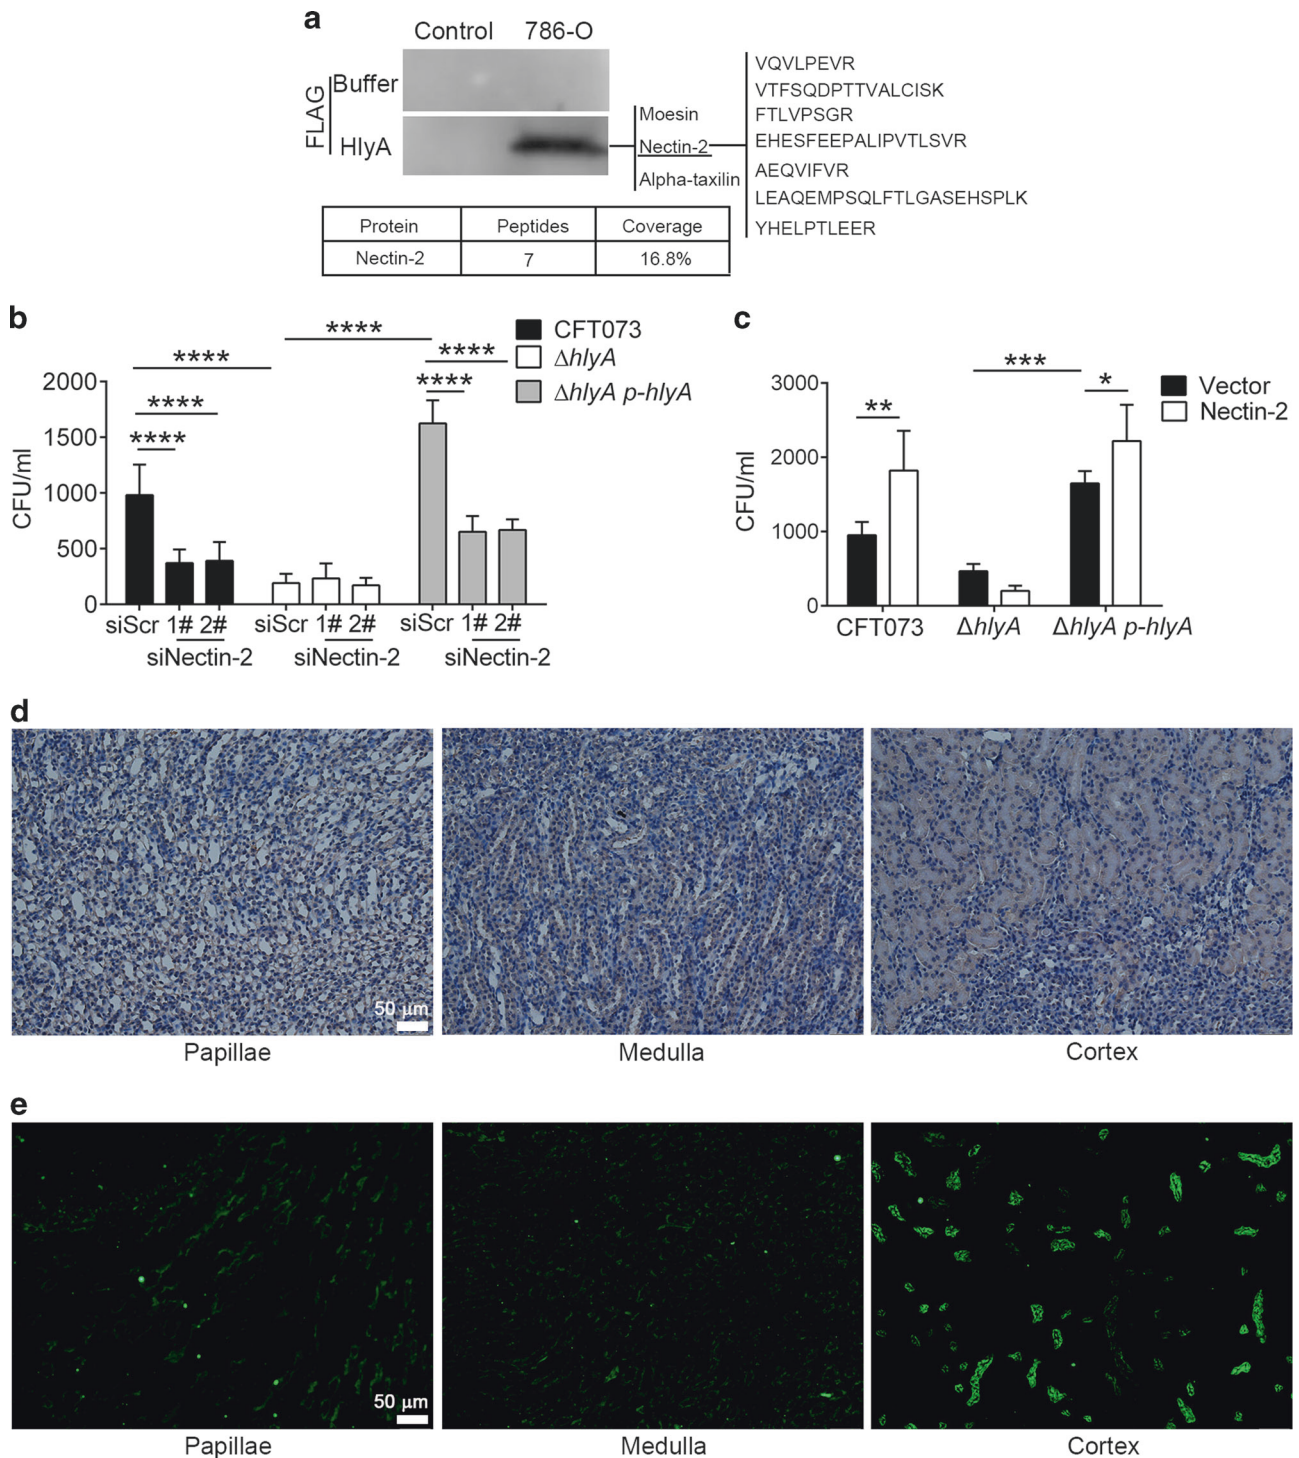 a
Control 786-O
FLAG
Buffer
HlyA
Moesin
Nectin-2
Alpha-taxilin
VQVLPEVR
VTFSQDPTTVALCISK
FTLVPSGR
EHESFEEPALIPVTLSVR
AEQVIFVR
LEAQEMPSQLFTLGASEHSPLK
YHELPTLEER
Protein Peptides Coverage
Nectin-2 7 16.8%
b
CFU/ml
2000
1500
1000
500
0
**** **** **** **** **** ****
CFT073
ΔhlyA
ΔhlyA p-hlyA
siScr 1# 2# siScr 1# 2# siScr 1# 2#
siNectin-2 siNectin-2 siNectin-2
c
CFU/ml
3000
2000
1000
0
** *** *
Vector
Nectin-2
CFT073 ΔhlyA ΔhlyA p-hlyA
d
50 μm
Papillae Medulla Cortex
e
50 μm
Papillae Medulla Cortex